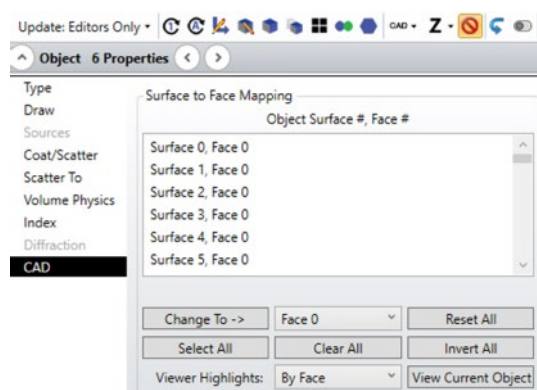 Update: Editors Only
CAD Z
Object 6 Properties
Type
Draw
Sources
Coat/Scatter
Scatter To
Volume Physics
Index
Diffraction
CAD
Surface to Face Mapping
Object Surface #, Face #
Surface 0, Face 0
Surface 1, Face 0
Surface 2, Face 0
Surface 3, Face 0
Surface 4, Face 0
Surface 5, Face 0
Change To -> Face 0 Reset All
Select All Clear All Invert All
Viewer Highlights: By Face View Current Object